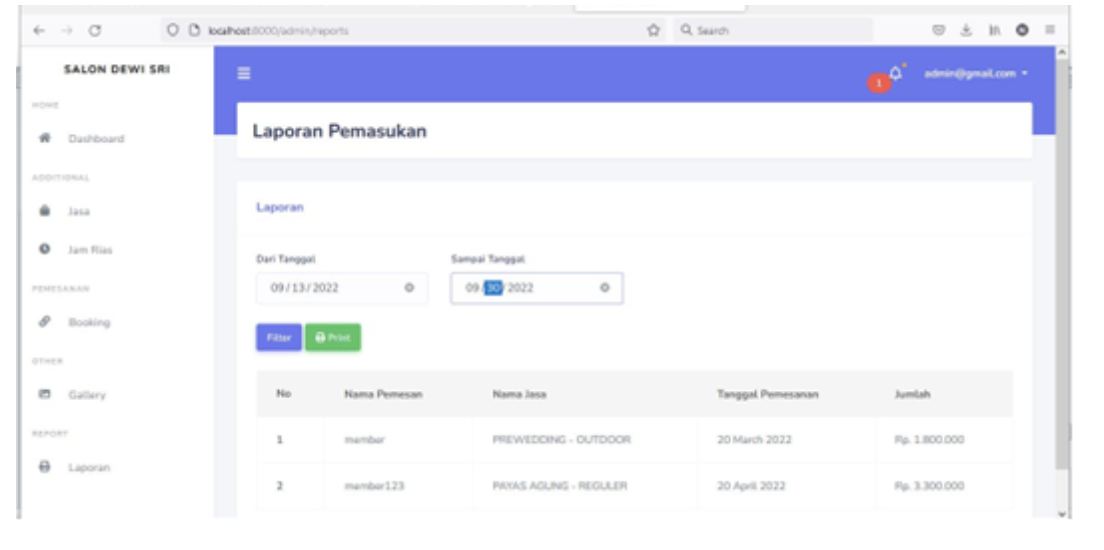 localhost:8000/admin/reports
Search
SALON DEWI SRI
1
admin@gmail.com
HOME
Dashboard
Laporan Pemasukan
ADDITIONAL
Jasa
Jam Rias
PEMESANAN
Booking
OTHER
Gallery
REPORT
Laporan
Laporan
Dari Tanggal
Sampai Tanggal
09/13/2022
09/30/2022
Filter
Print
No Nama Pemesan Nama Jasa Tanggal Pemesanan Jumlah
1 member PREWEDDING - OUTDOOR 20 March 2022 Rp. 1.800.000
2 member123 PAYAS AGUNG - REGULER 20 April 2022 Rp. 3.300.000